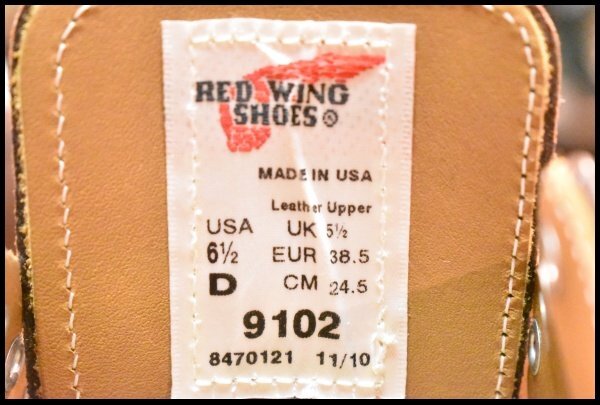 RED WING
SHOES®
MADE IN USA
Leather Upper
USA UK 5½
6½ EUR 38.5
D CM 24.5
9102
8470121 11/10